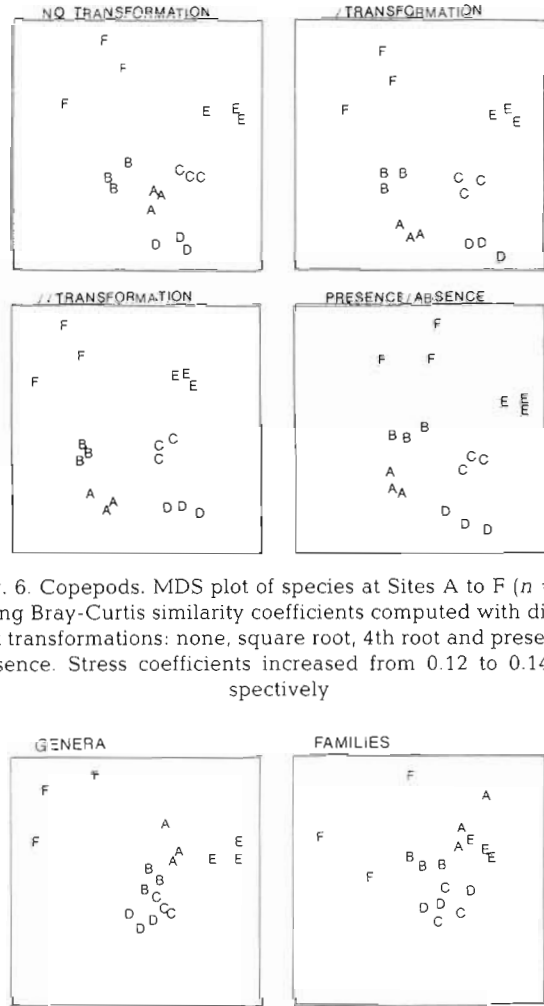 NO TRANSFORMATION
F
F
F
E E
E
B C
B C C
B A
A
A
D D
D
√TRANSFORMATION
F
F
F
E E
E
B B C C
B C
A
A A
D D
D
√√TRANSFORMATION
F
F
F
E E
E
B C C
B
B C
A
A A
D D D
PRESENCE/ABSENCE
F
F F
E E
E
B B B
C C
A C
A A
D
D D
. 6. Copepods. MDS plot of species at Sites A to F (n =
ng Bray-Curtis similarity coefficients computed with di
transformations: none, square root, 4th root and prese
sence. Stress coefficients increased from 0.12 to 0.14
spectively
GENERA
F
F
A
F E
A
A E E
B
B
B C
C
D D C
D
FAMILIES
F
A
F A E
A E
B B B E
F
C D
D D C
C